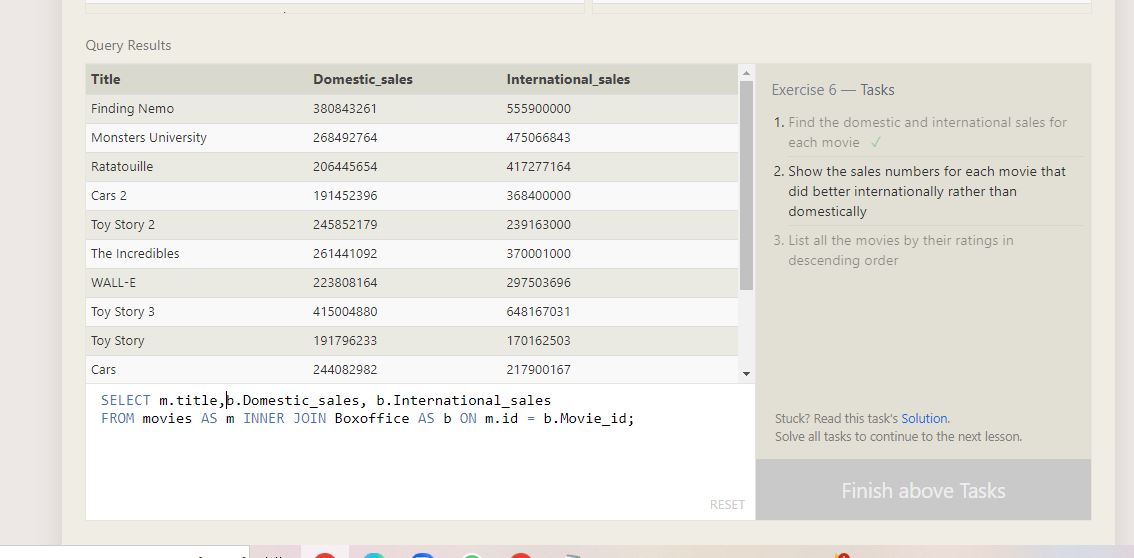 Query Results
Title Domestic_sales International_sales
Finding Nemo 380843261 555900000
Monsters University 268492764 475066843
Ratatouille 206445654 417277164
Cars 2 191452396 368400000
Toy Story 2 245852179 239163000
The Incredibles 261441092 370001000
WALL-E 223808164 297503696
Toy Story 3 415004880 648167031
Toy Story 191796233 170162503
Cars 244082982 217900167
SELECT m.title,b.Domestic_sales, b.International_sales
FROM movies AS m INNER JOIN Boxoffice AS b ON m.id = b.Movie_id;
RESET
Exercise 6 — Tasks
1. Find the domestic and international sales for
each movie ✓
2. Show the sales numbers for each movie that
did better internationally rather than
domestically
3. List all the movies by their ratings in
descending order
Stuck? Read this task's Solution.
Solve all tasks to continue to the next lesson.
Finish above Tasks